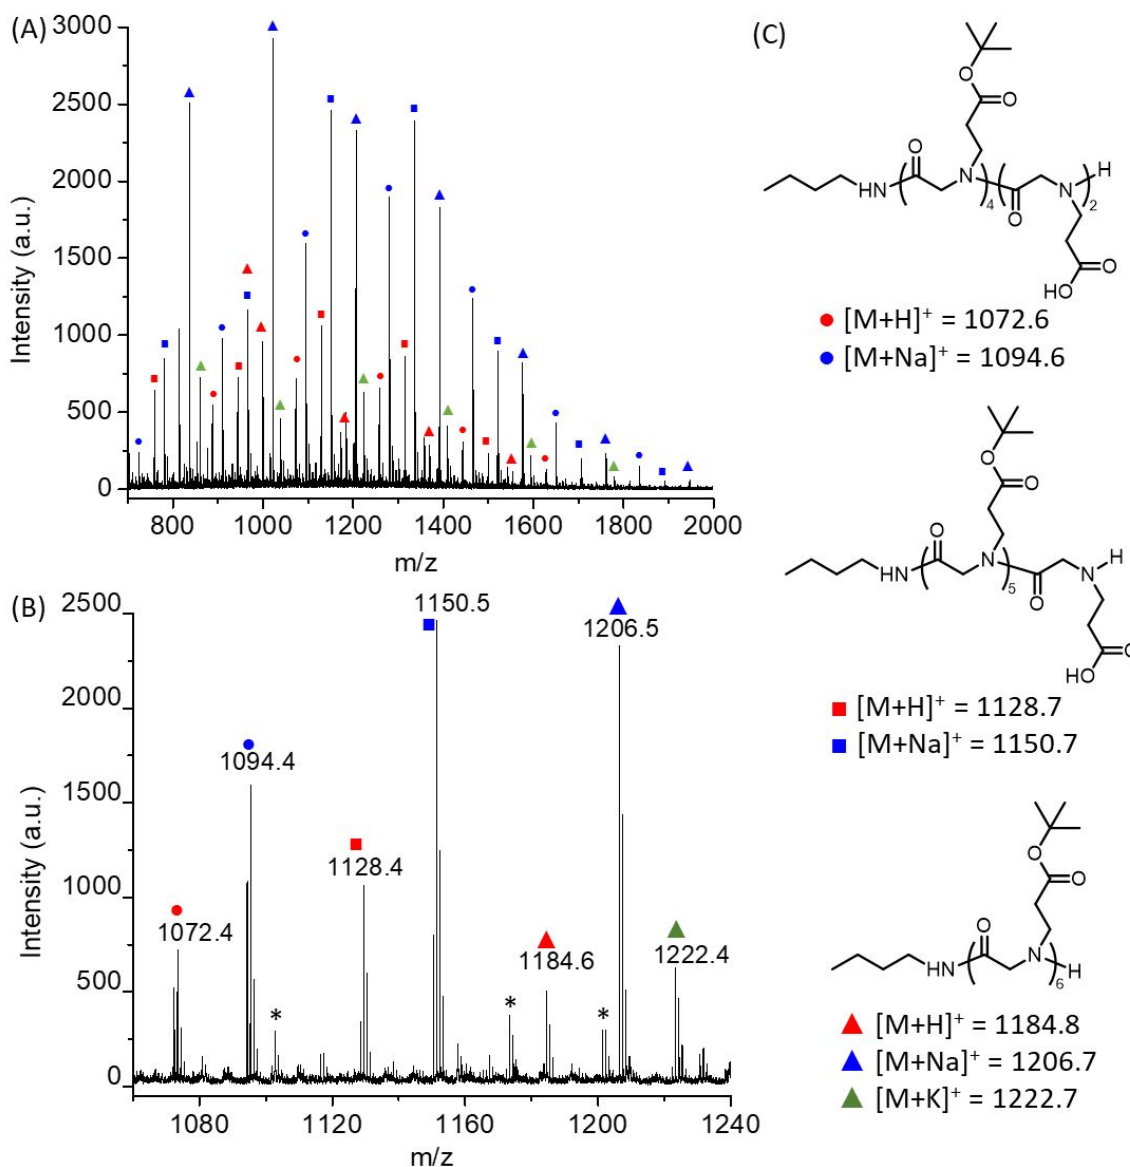 (A)
3000
2500
2000
1500
1000
500
0
Intensity (a.u.)
800 1000 1200 1400 1600 1800 2000
m/z
(B)
2500
2000
1500
1000
500
0
Intensity (a.u.)
1072.4
1094.4
*
1128.4
1150.5
*
1184.6
*
1206.5
1222.4
1080 1120 1160 1200 1240
m/z
(C)
O O
O N O N H
HN 4 O 2
O
HO
[M+H]⁺ = 1072.6
[M+Na]⁺ = 1094.6
O O
O N N H
HN 5 O
O
HO
[M+H]⁺ = 1128.7
[M+Na]⁺ = 1150.7
O O
O N
HN 6 H
[M+H]⁺ = 1184.8
[M+Na]⁺ = 1206.7
[M+K]⁺ = 1222.7